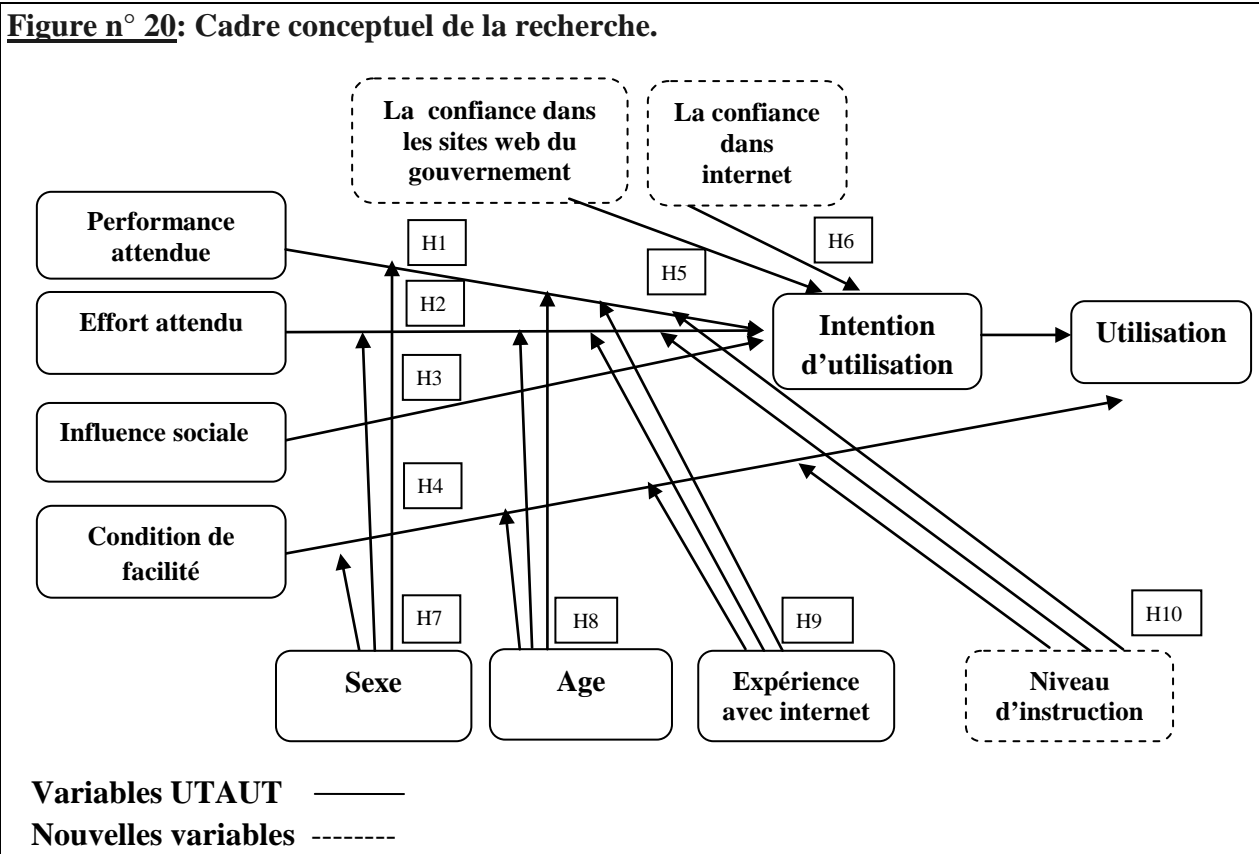 Figure n° 20: Cadre conceptuel de la recherche.
La confiance dans
les sites web du
gouvernement
La confiance
dans
internet
Performance
attendue
H1
H6
H5
Effort attendu
H2
Intention
d’utilisation
Utilisation
H3
Influence sociale
H4
Condition de
facilité
H7
H8
H9
H10
Sexe
Age
Expérience
avec internet
Niveau
d’instruction
Variables UTAUT
Nouvelles variables --------